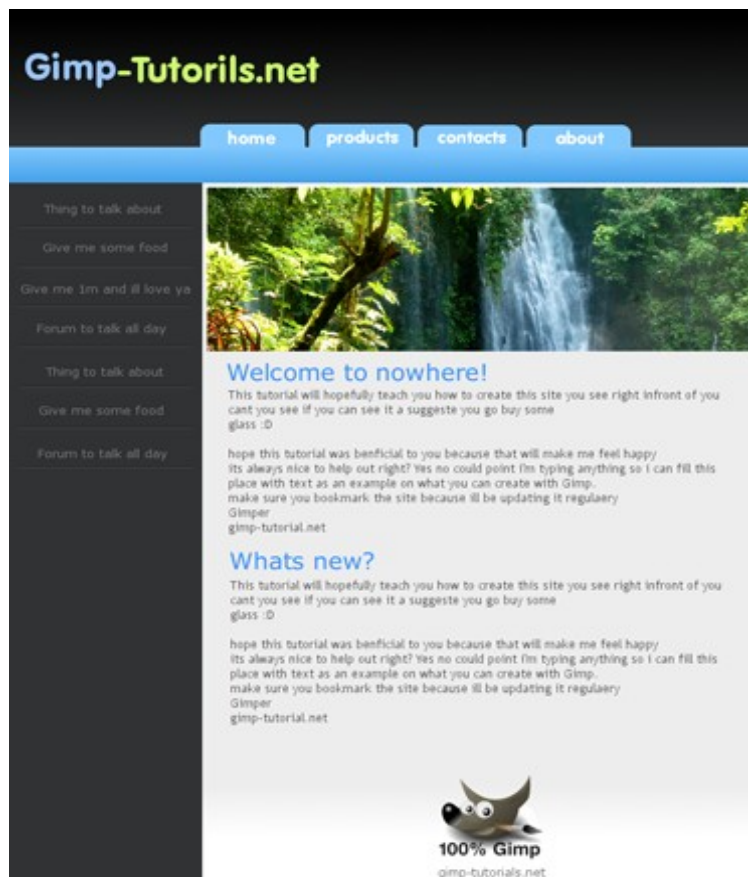 Gimp-Tutorils.net
home products contacts about
Thing to talk about
Give me some food
Give me 1m and ill love ya
Forum to talk all day
Thing to talk about
Give me some food
Forum to talk all day
Welcome to nowhere!
This tutorial will hopefully teach you how to create this site you see right infront of you
cant you see if you can see it a suggeste you go buy some
glass :D
hope this tutorial was benficial to you because that will make me feel happy
its always nice to help out right? Yes no could point i'm typing anything so i can fill this
place with text as an example on what you can create with Gimp.
make sure you bookmark the site because ill be updating it regulaery
Gimper
gimp-tutorial.net
Whats new?
This tutorial will hopefully teach you how to create this site you see right infront of you
cant you see if you can see it a suggeste you go buy some
glass :D
hope this tutorial was benficial to you because that will make me feel happy
its always nice to help out right? Yes no could point i'm typing anything so i can fill this
place with text as an example on what you can create with Gimp.
make sure you bookmark the site because ill be updating it regulaery
Gimper
gimp-tutorial.net
100% Gimp
gimp-tutorials.net